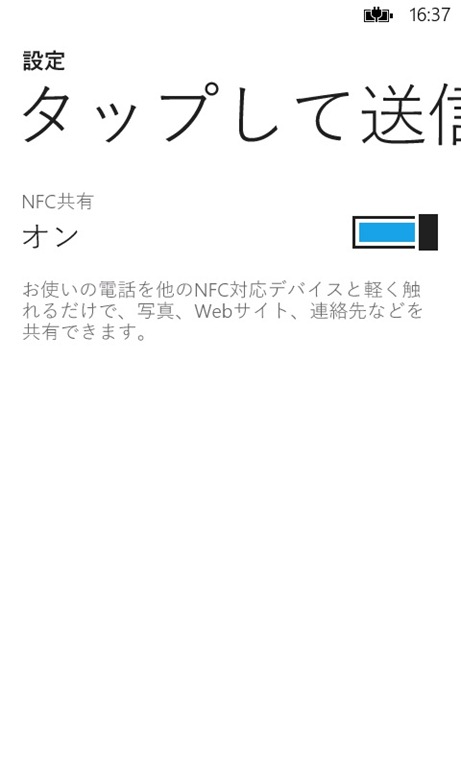 16:37
設定
タップして送信
NFC共有
オン
お使いの電話を他のNFC対応デバイスと軽く触
れるだけで、写真、Webサイト、連絡先などを
共有できます。